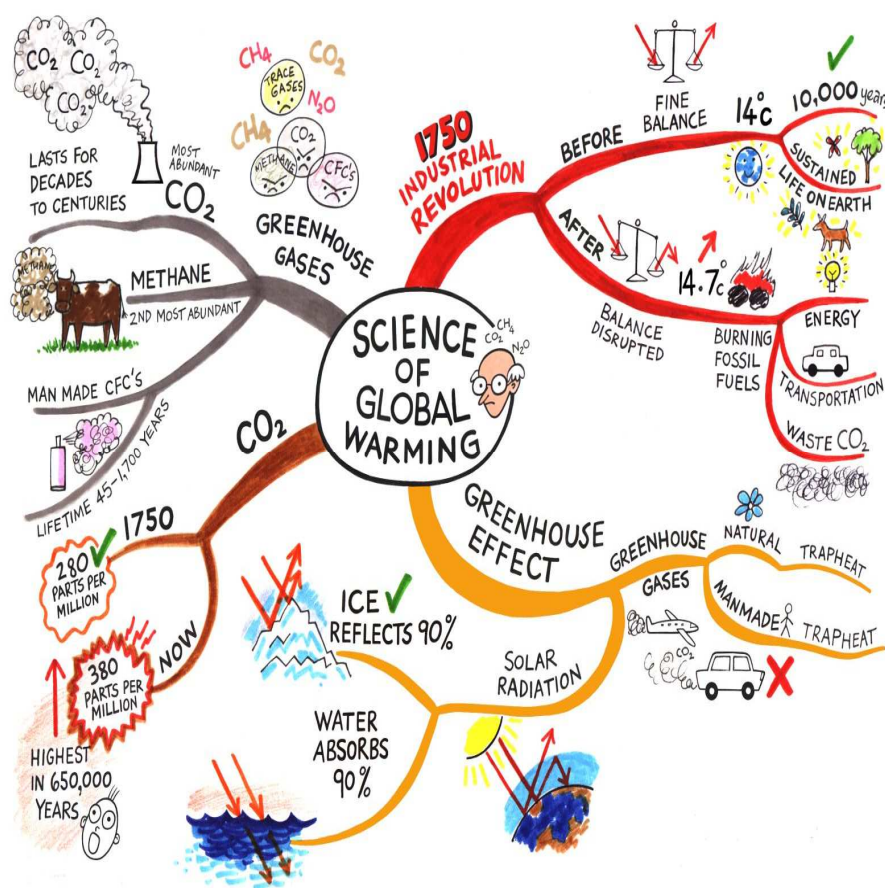 SCIENCE
OF
GLOBAL
WARMING
CH4
CO2
N2O
1750
INDUSTRIAL
REVOLUTION
BEFORE
FINE
BALANCE
14°C
10,000 years
SUSTAINED
LIFE ON EARTH
AFTER
BALANCE
DISRUPTED
14.7°C
BURNING
FOSSIL
FUELS
ENERGY
TRANSPORTATION
WASTE CO2
GREENHOUSE
EFFECT
GREENHOUSE
GASES
NATURAL
TRAPHEAT
MANMADE
TRAPHEAT
CO2
SOLAR
RADIATION
ICE
REFLECTS 90%
WATER
ABSORBS
90%
CO2
1750
280
PARTS PER
MILLION
NOW
380
PARTS PER
MILLION
HIGHEST
IN 650,000
YEARS
GREENHOUSE
GASES
CH4
CO2
TRACE
GASES
N2O
CH4
CO2
METHANE
CFC'S
CO2
MOST
ABUNDANT
LASTS FOR
DECADES
TO CENTURIES
CO2
CO2
CO2
METHANE
2ND MOST ABUNDANT
METHANE
MAN MADE CFC'S
LIFETIME 45-1,700 YEARS